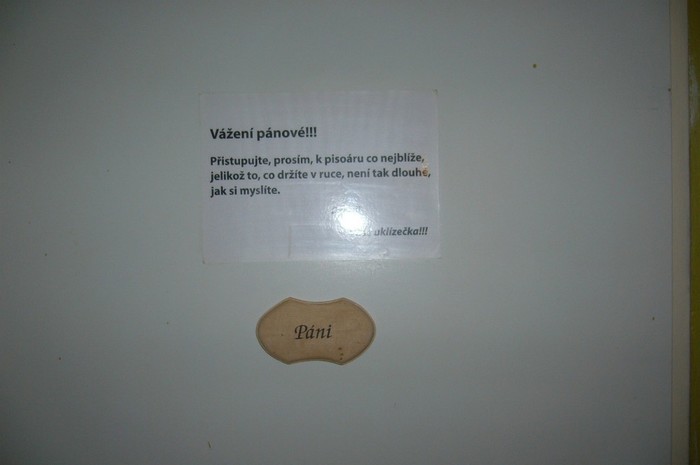 Vážení pánové!!!
Přistupujte, prosím, k pisoáru co nejblíže,
jelikož to, co držíte v ruce, není tak dlouhé,
jak si myslíte.
uklízečka!!!
Páni